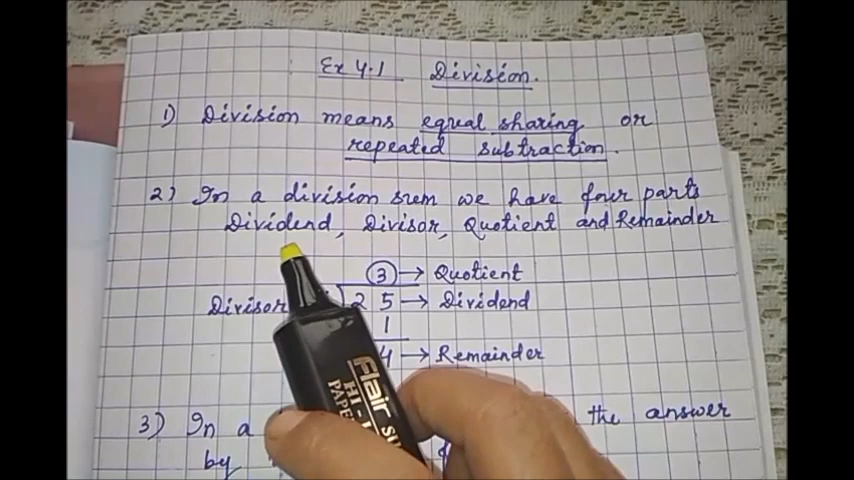 Ex 4.1 Division.
1) Division means equal sharing or
repeated subtraction.
2) In a division sum we have four parts
Dividend, Divisor, Quotient and Remainder
3 → Quotient
Divisor 25 → Dividend
1
4 → Remainder
3) In a the answer
by
Flair
PAPE